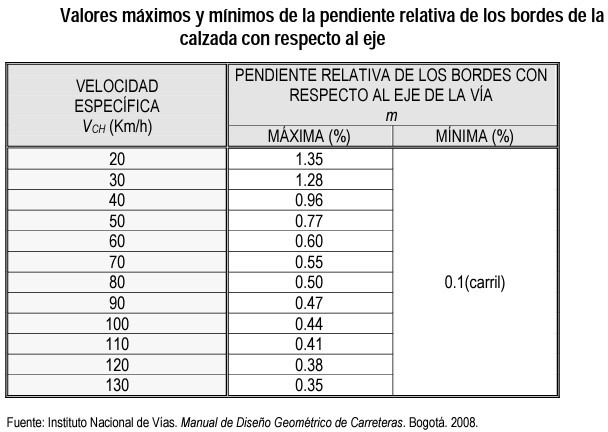 Valores máximos y mínimos de la pendiente relativa de los bordes de la
calzada con respecto al eje
VELOCIDAD
ESPECÍFICA
VCH (Km/h)
PENDIENTE RELATIVA DE LOS BORDES CON
RESPECTO AL EJE DE LA VÍA
m
MÁXIMA (%) MÍNIMA (%)
20 1.35
30 1.28
40 0.96
50 0.77
60 0.60
70 0.55
80 0.50 0.1(carril)
90 0.47
100 0.44
110 0.41
120 0.38
130 0.35
Fuente: Instituto Nacional de Vías. Manual de Diseño Geométrico de Carreteras. Bogotá. 2008.